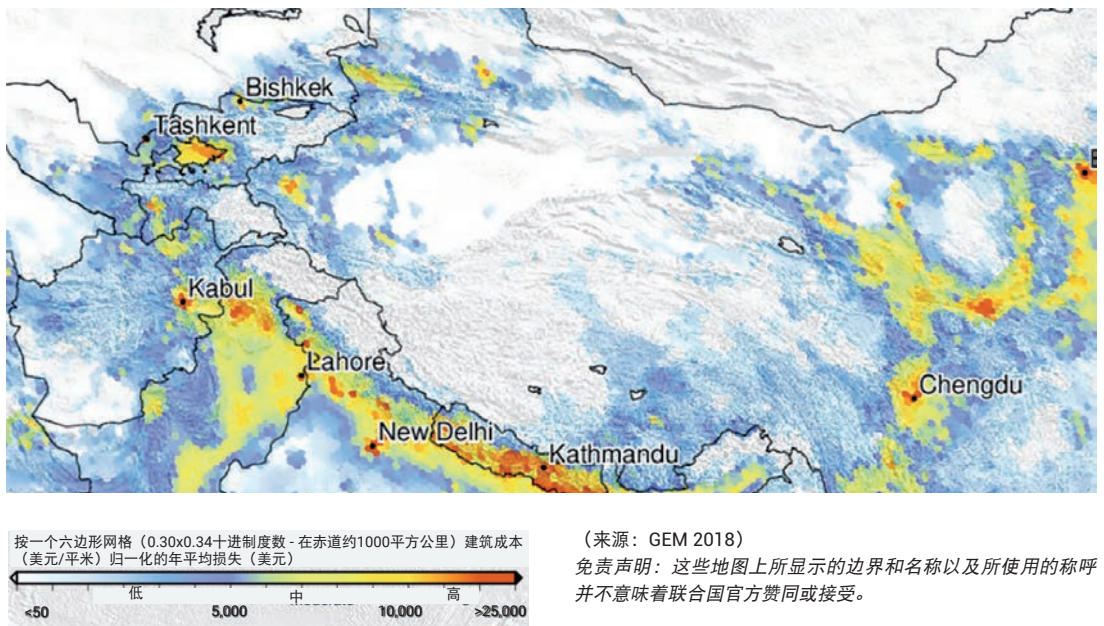 Bishkek
Tashkent
Kabul
Lahore
New Delhi
Kathmandu
Chengdu
按一个六边形网格（0.30x0.34十进制度数 - 在赤道约1000平方公里）建筑成本
（美元/平米）归一化的年平均损失（美元）
低 中 高
<50 5,000 10,000 >25,000
（来源：GEM 2018）
免责声明：这些地图上所显示的边界和名称以及所使用的称呼
并不意味着联合国官方赞同或接受。